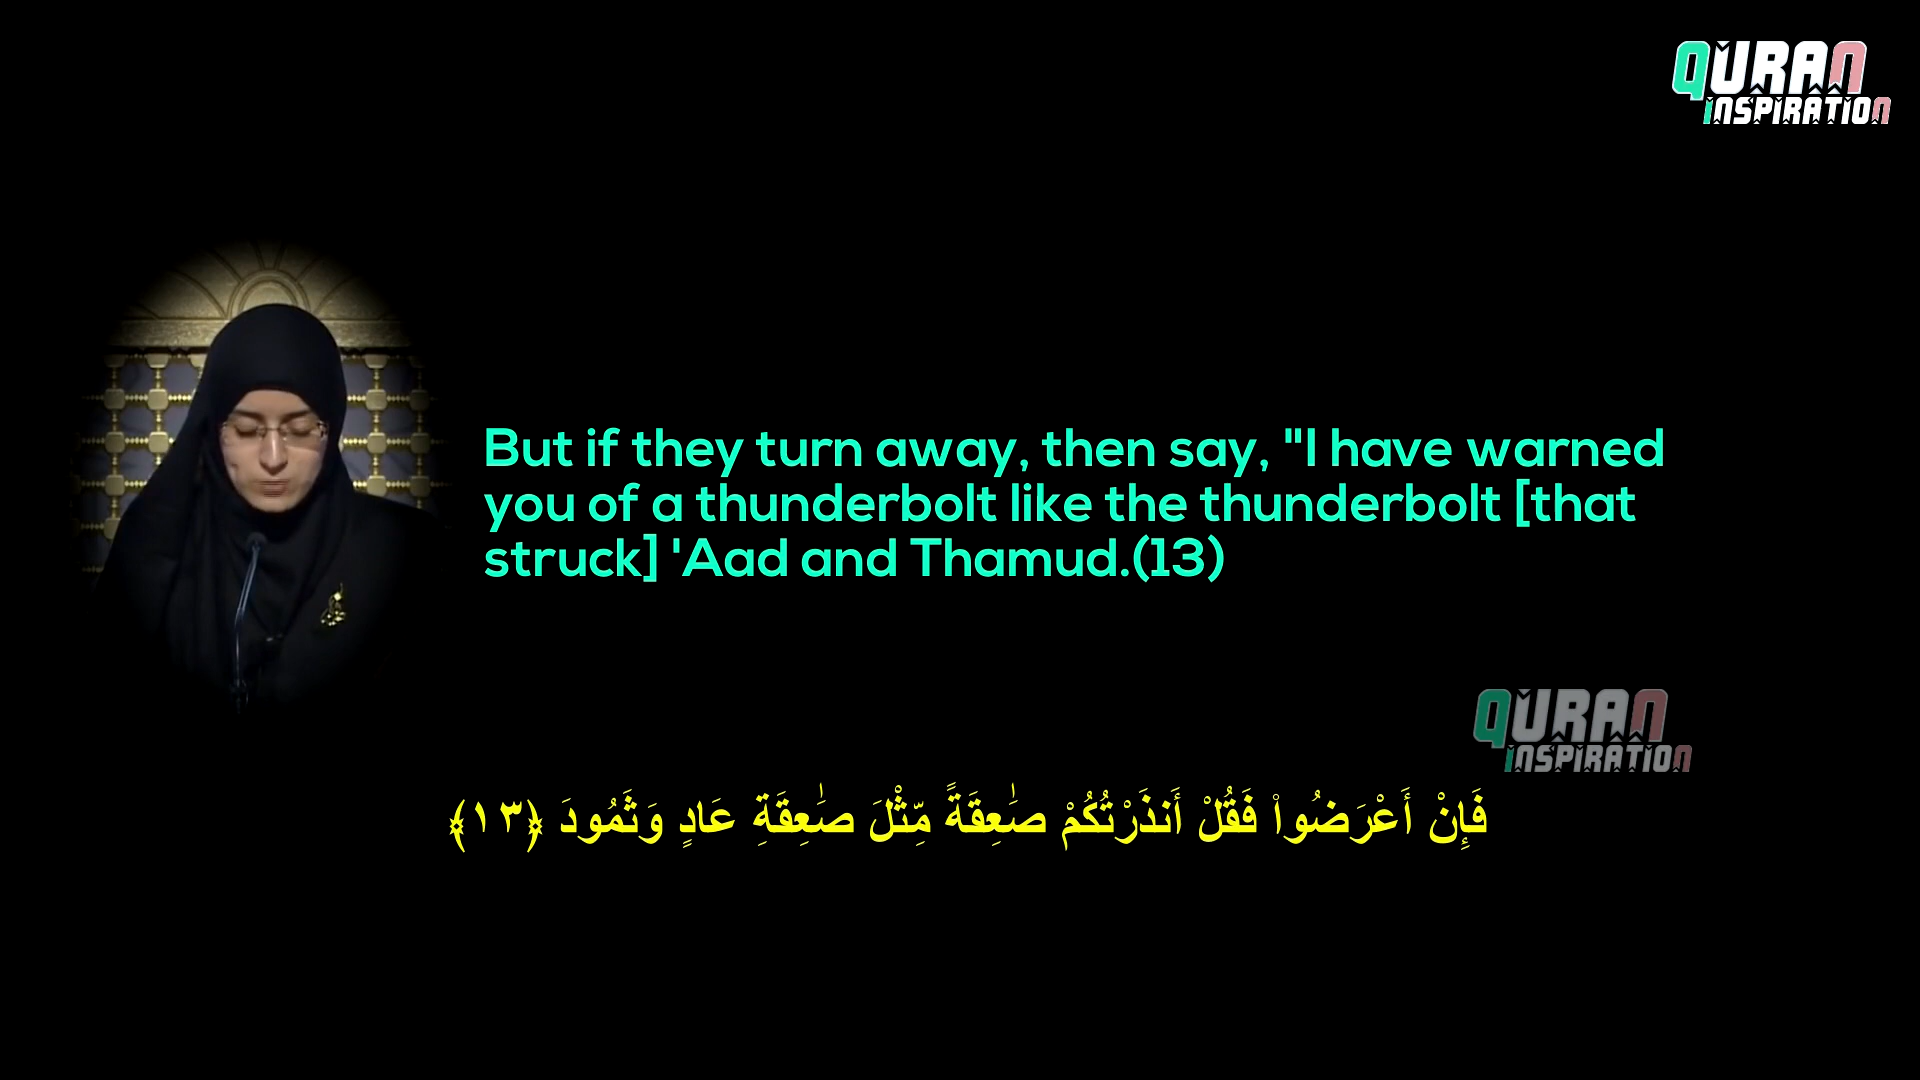 QURAN
INSPIRATION
But if they turn away, then say, "I have warned
you of a thunderbolt like the thunderbolt [that
struck] 'Aad and Thamud.(13)
QURAN
INSPIRATION
فَإِنْ أَعْرَضُوا۟ فَقُلْ أَنذَرْتُكُمْ صَٰعِقَةً مِّثْلَ صَٰعِقَةِ عَادٍ وَثَمُودَ ﴿١٣﴾